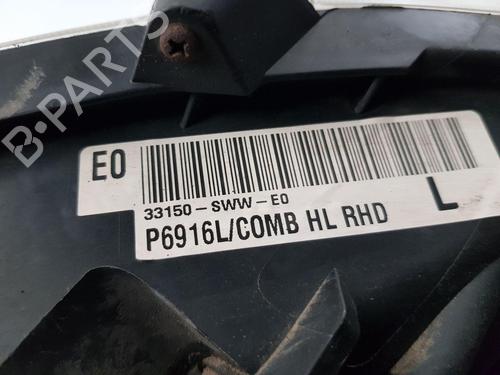 B-PARTS
E0
33150-SWW-E0
P6916L/COMB HL RHD
L